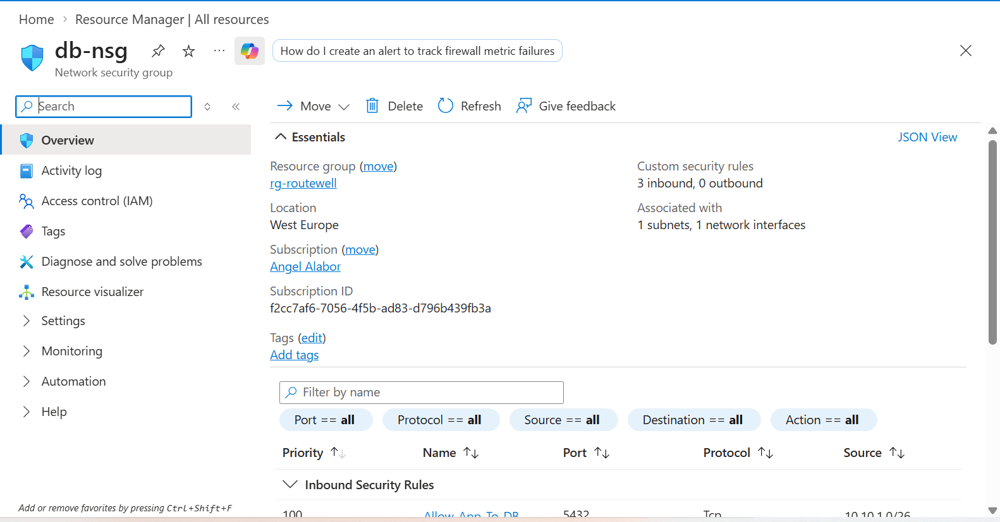 Home > Resource Manager | All resources
db-nsg
How do I create an alert to track firewall metric failures
Network security group
Search
Move
Delete
Refresh
Give feedback
Overview
Activity log
Access control (IAM)
Tags
Diagnose and solve problems
Resource visualizer
Settings
Monitoring
Automation
Help
Add or remove favorites by pressing Ctrl+Shift+F
Essentials
JSON View
Resource group (move)
rg-routewell
Location
West Europe
Subscription (move)
Angel Alabor
Subscription ID
f2cc7af6-7056-4f5b-ad83-d796b439fb3a
Tags (edit)
Add tags
Custom security rules
3 inbound, 0 outbound
Associated with
1 subnets, 1 network interfaces
Filter by name
Port == all
Protocol == all
Source == all
Destination == all
Action == all
Priority
Name
Port
Protocol
Source
Inbound Security Rules
100
Allow_App_To_DB
5432
Tcp
10.10.1.0/26